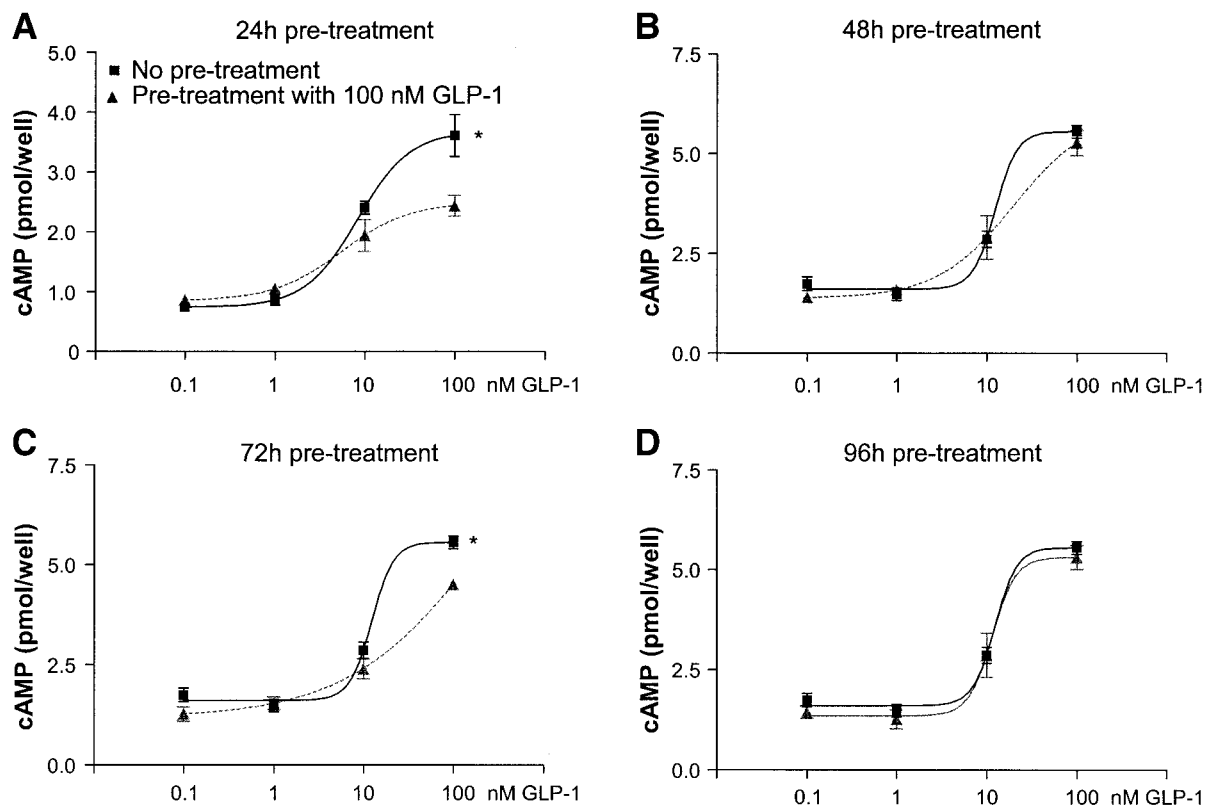 A
24h pre-treatment
cAMP (pmol/well)
5.0
4.0
3.0
2.0
1.0
0
■ No pre-treatment
▲ Pre-treatment with 100 nM GLP-1
*
0.1 1 10 100 nM GLP-1
B
48h pre-treatment
cAMP (pmol/well)
7.5
5.0
2.5
0.0
0.1 1 10 100 nM GLP-1
C
72h pre-treatment
cAMP (pmol/well)
7.5
5.0
2.5
0.0
*
0.1 1 10 100 nM GLP-1
D
96h pre-treatment
cAMP (pmol/well)
7.5
5.0
2.5
0.0
0.1 1 10 100 nM GLP-1